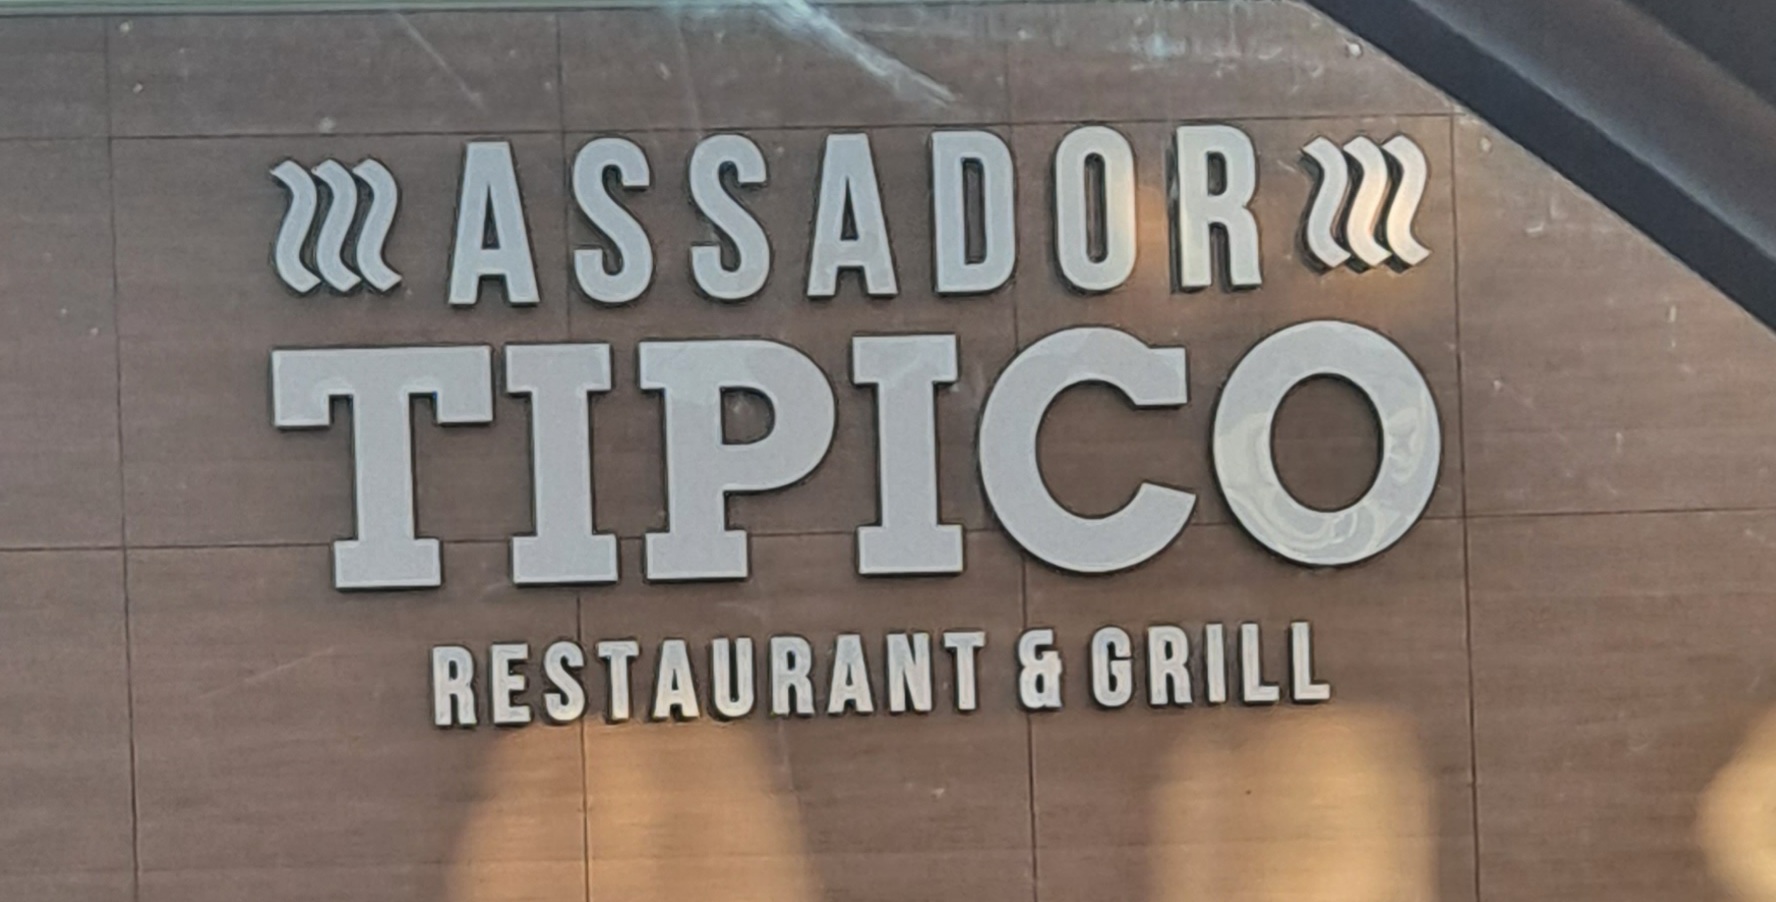 ASSADOR
TIPICO
RESTAURANT & GRILL